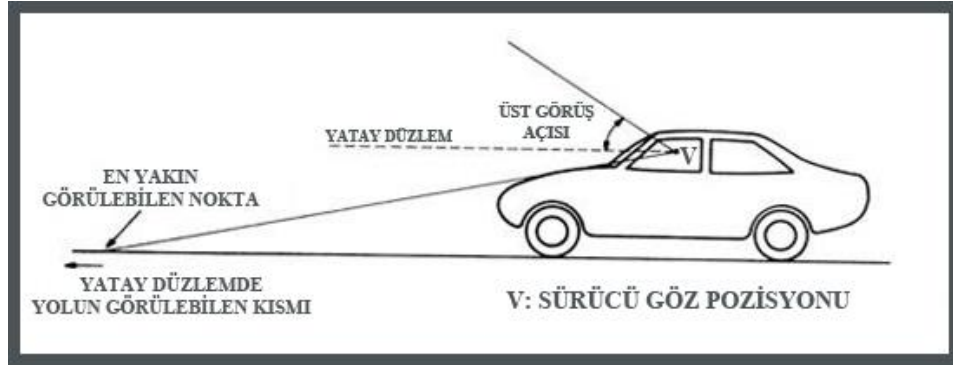 ÜST GÖRÜŞ
AÇISI
YATAY DÜZLEM
V
EN YAKIN
GÖRÜLEBİLEN NOKTA
YATAY DÜZLEMDE
YOLUN GÖRÜLEBİLEN KISMI
V: SÜRÜCÜ GÖZ POZİSYONU